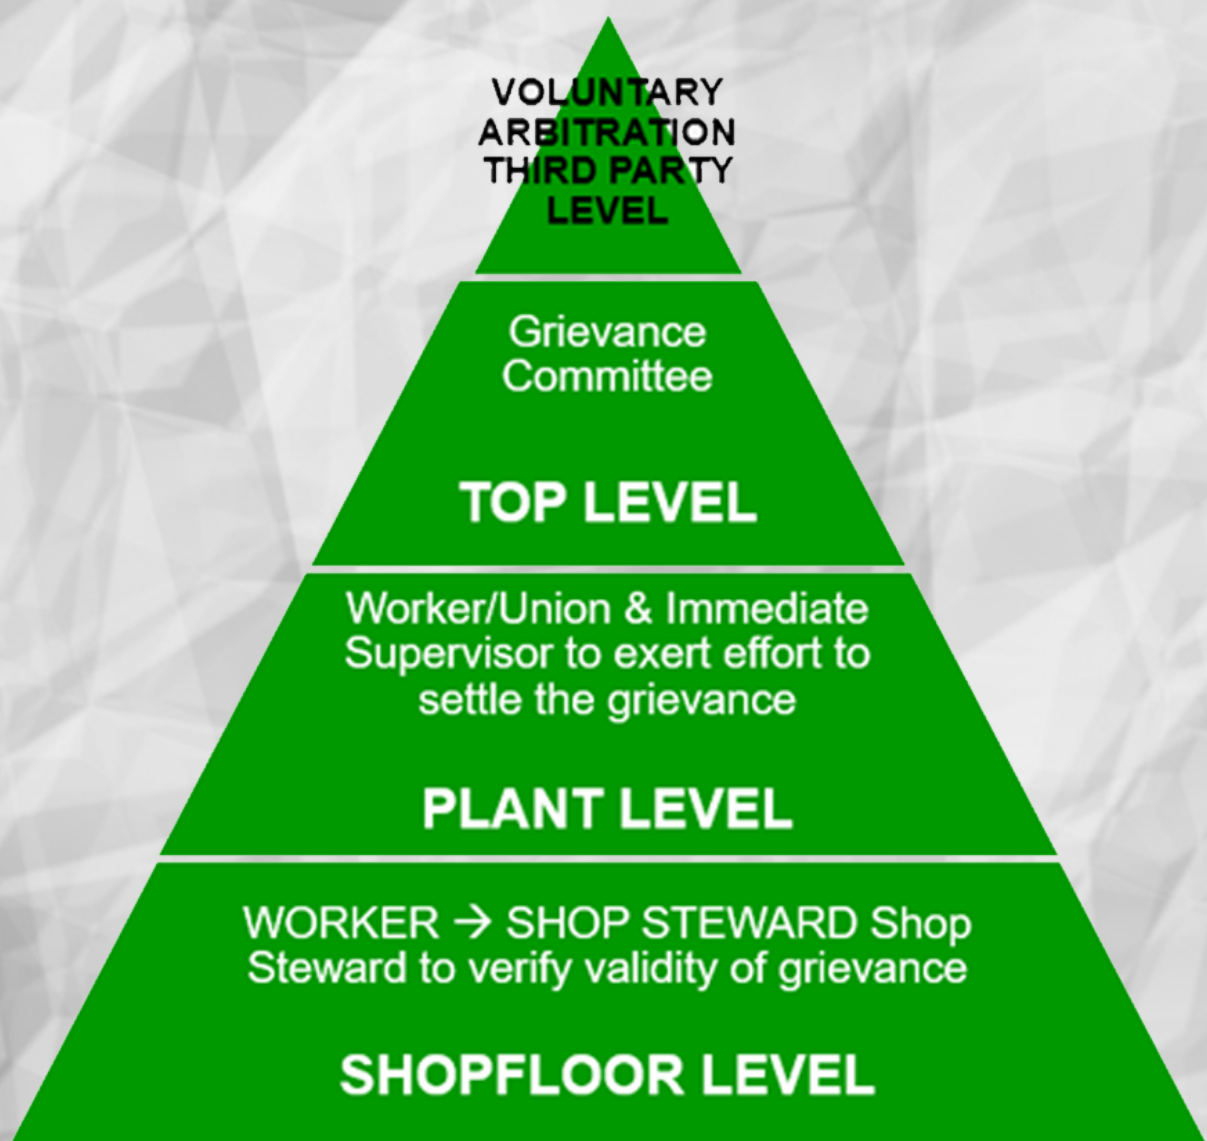 VOLUNTARY
ARBITRATION
THIRD PARTY
LEVEL
Grievance
Committee
TOP LEVEL
Worker/Union & Immediate
Supervisor to exert effort to
settle the grievance
PLANT LEVEL
WORKER → SHOP STEWARD Shop
Steward to verify validity of grievance
SHOPFLOOR LEVEL